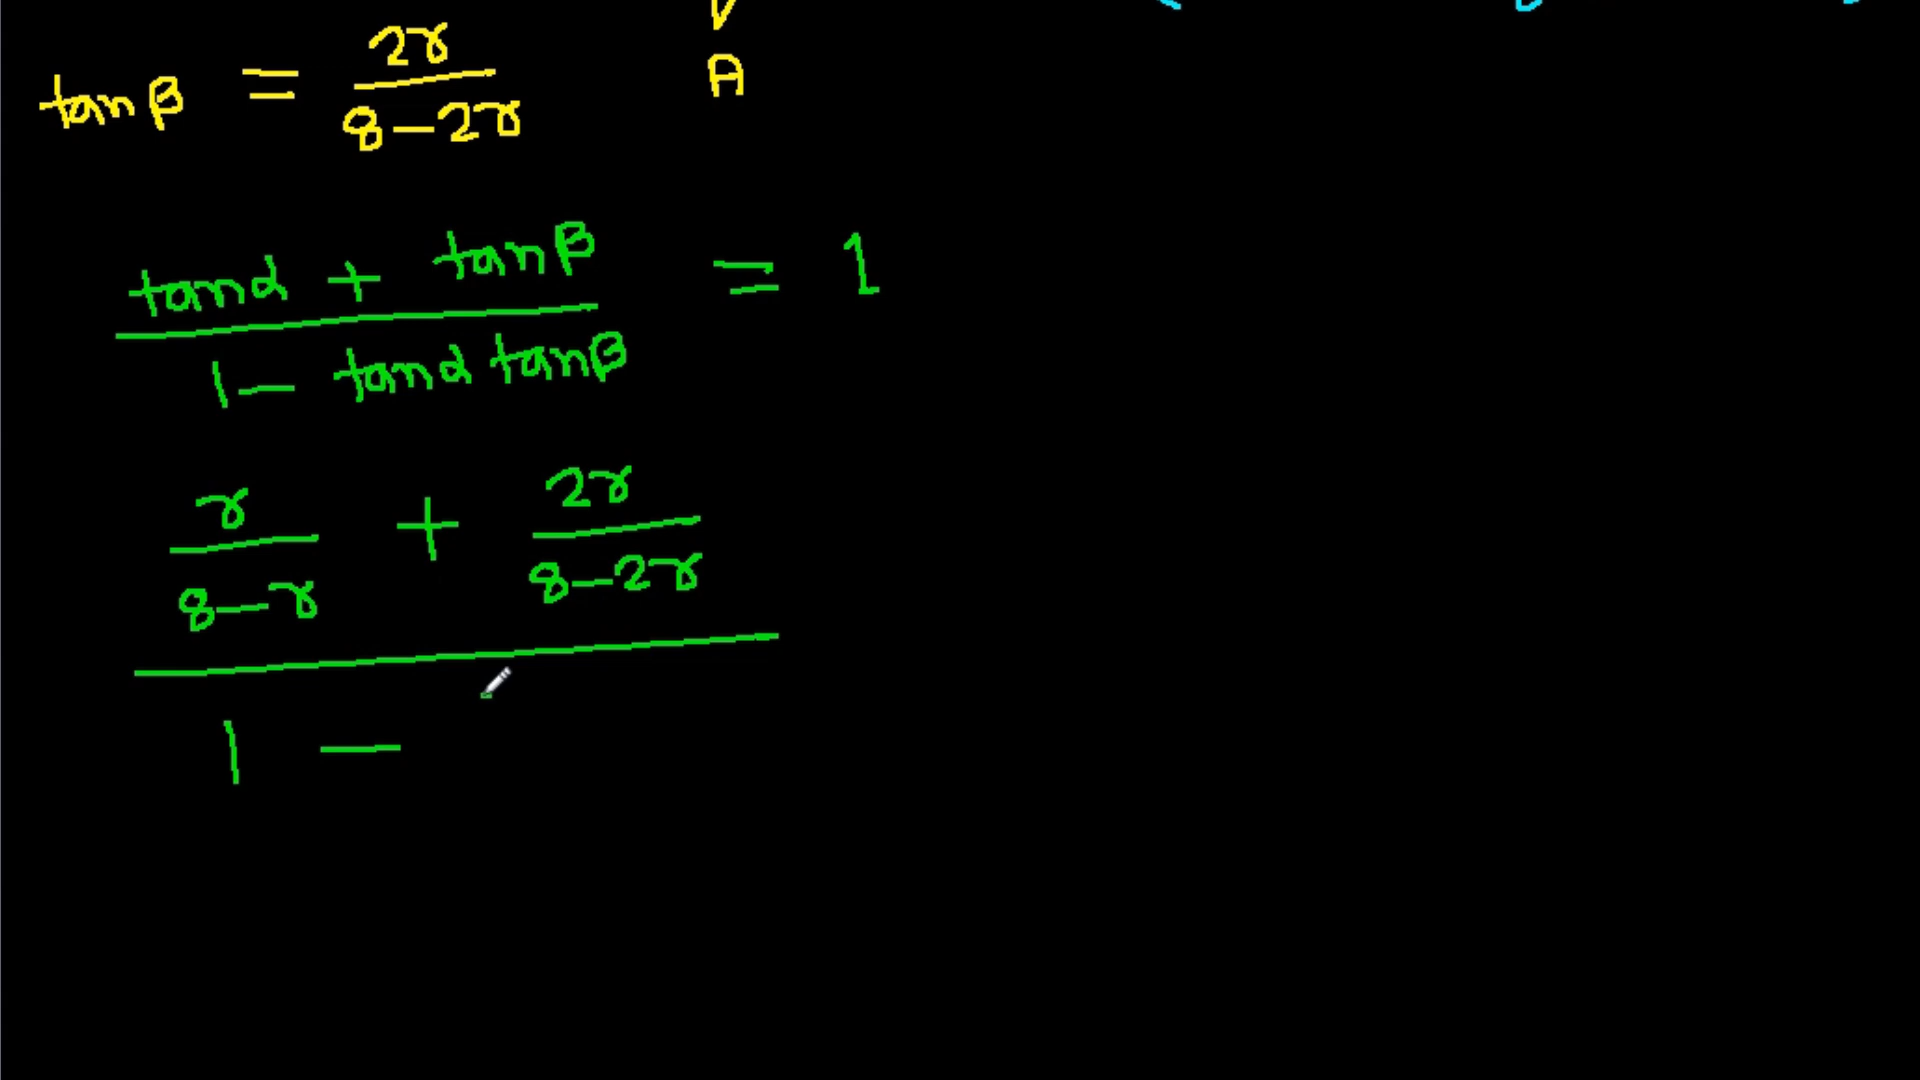 tanβ = 2r/(8-2r)
A
(tanα + tanβ)/(1 - tanα tanβ) = 1
r/(8-r) + 2r/(8-2r)
1 -